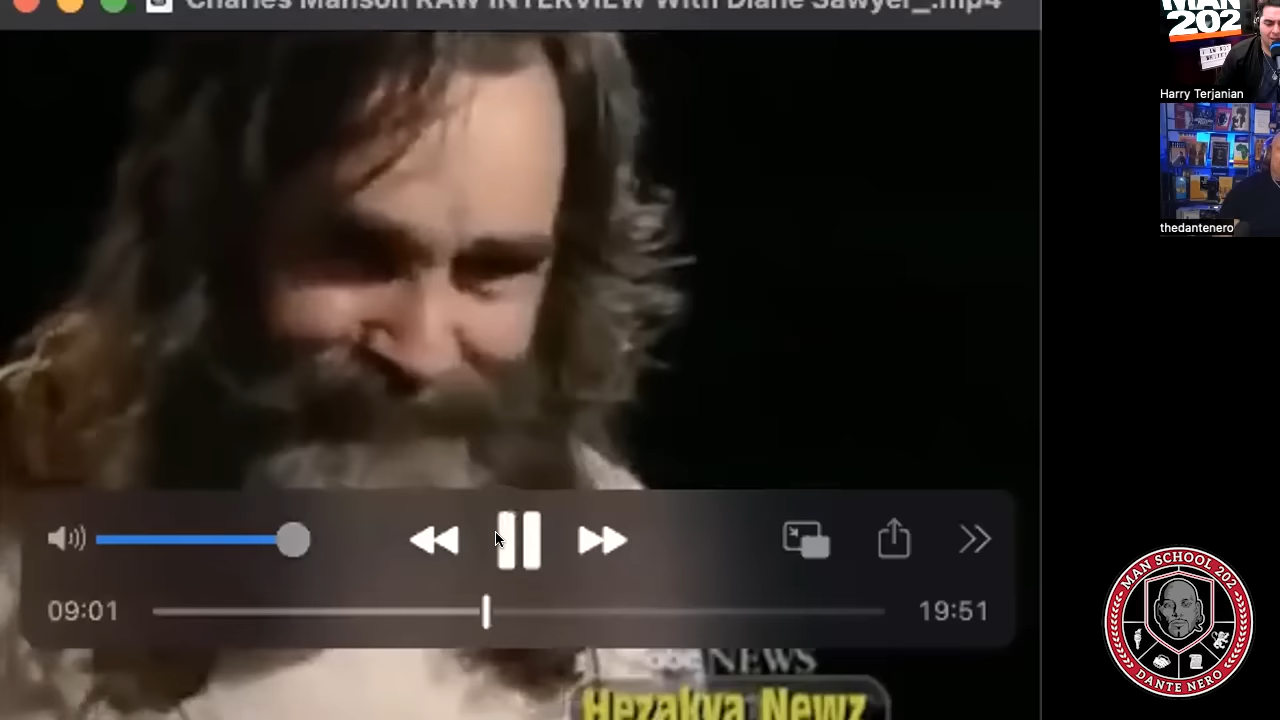 Charles Manson RAW INTERVIEW With Diane Sawyer_.mp4
MAN
202
Harry Terjanian
thedantenero
09:01
19:51
abc NEWS
Hezakya Newz
MAN SCHOOL 202
DANTE NERO